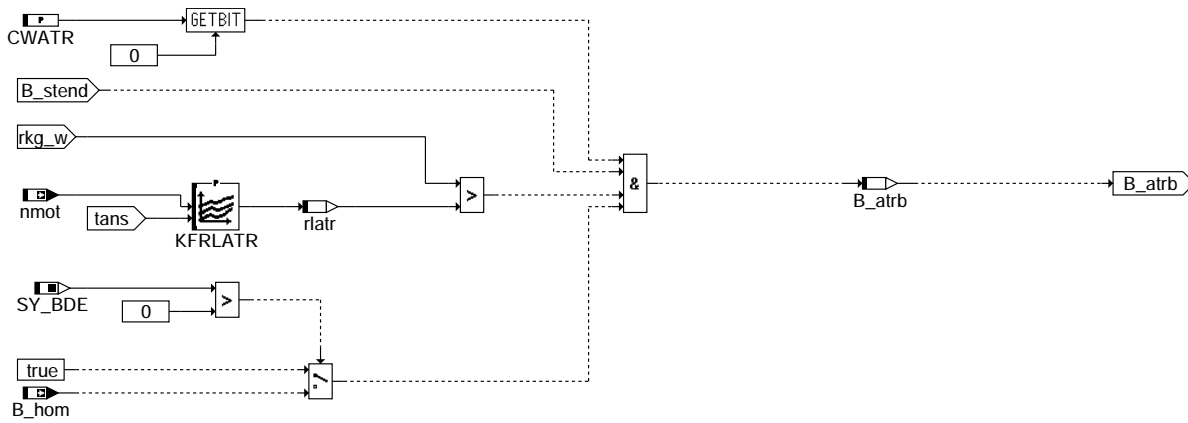 P
GETBIT
CWATR
0
B_stend
rkg_w
P
&
>
nmot
tans
rlatr
KFRLATR
B_atrb
B_atrb
SY_BDE
0
>
true
B_hom